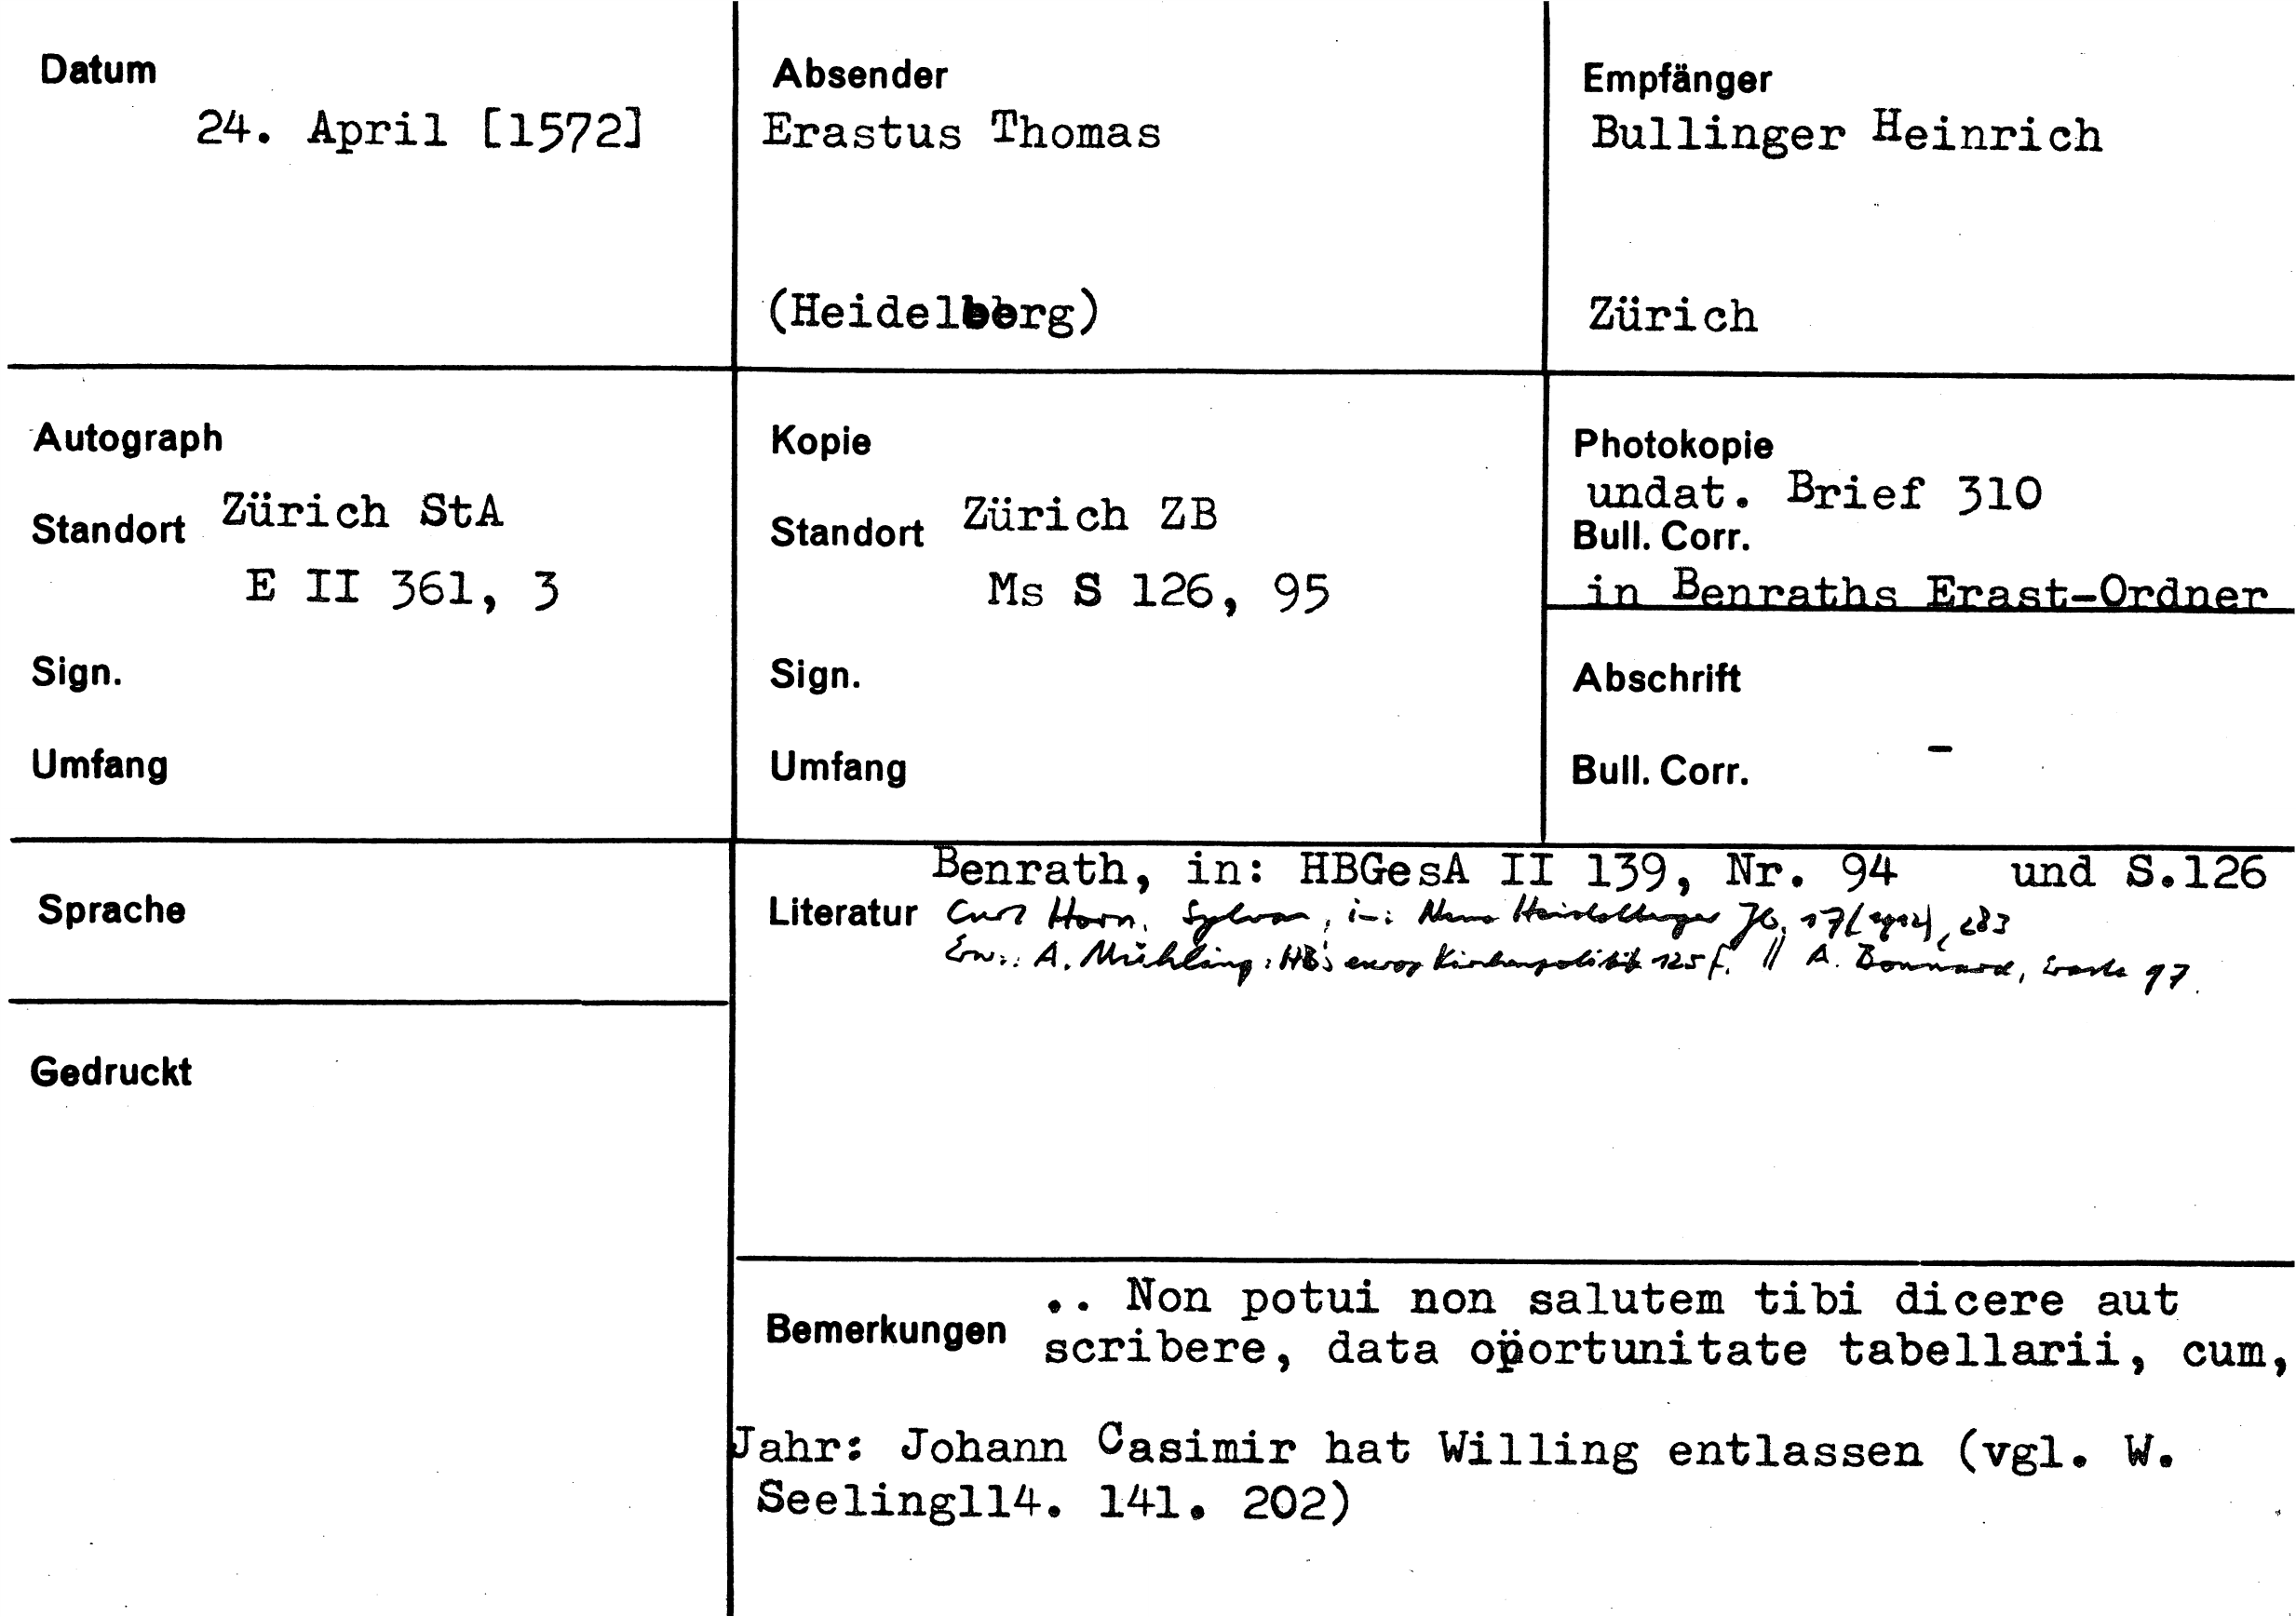 Datum
24. April [1572]
Absender
Erastus Thomas
(Heidelberg)
Empfänger
Bullinger Heinrich
Zürich
Autograph
Standort Zürich StA
E II 361, 3
Sign.
Umfang
Kopie
Standort Zürich ZB
Ms S 126, 95
Sign.
Umfang
Photokopie
undat. Brief 310
Bull. Corr.
in Benraths Erast-Ordner
Abschrift
Bull. Corr. -
Sprache
Gedruckt
Benrath, in: HBGesA II 139, Nr. 94 und S.126
Literatur Curt Horn, Sylvan, in: Neue Heidelberger Jb. 17(1912), 283
Erw.: A. Mühling: HB's europ Kirchenpolitik 125f. // A. Bonnard, 97.
Bemerkungen .. Non potui non salutem tibi dicere aut
scribere, data oportunitate tabellarii, cum,
Jahr: Johann Casimir hat Willing entlassen (vgl. W.
Seeling114. 141. 202)